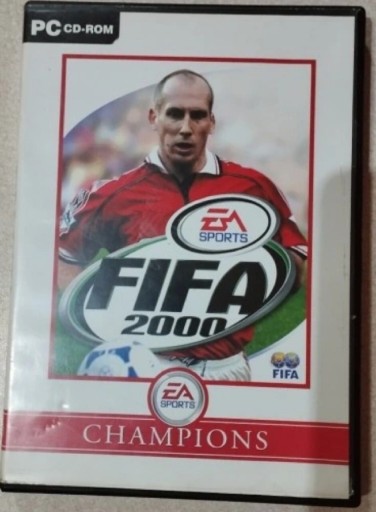 PC CD-ROM
EA
SPORTS
FIFA
2000
FIFA
EA
SPORTS
CHAMPIONS